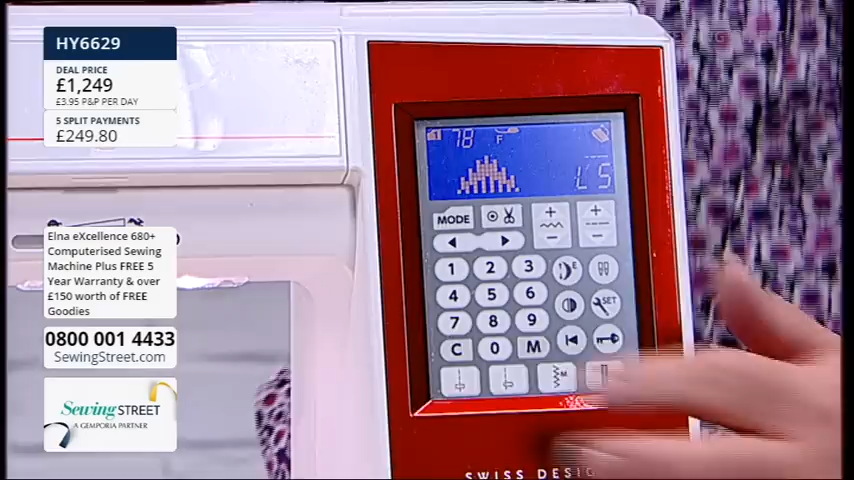 HY6629
DEAL PRICE
£1,249
£3.95 P&P PER DAY
5 SPLIT PAYMENTS
£249.80
Elna eXcellence 680+
Computerised Sewing
Machine Plus FREE 5
Year Warranty & over
£150 worth of FREE
Goodies
0800 001 4433
SewingStreet.com
Sewing STREET
A GEMPORIA PARTNER
78
F
MODE
1 2 3 E
4 5 6 SET
7 8 9
C 0 M
M
SWISS